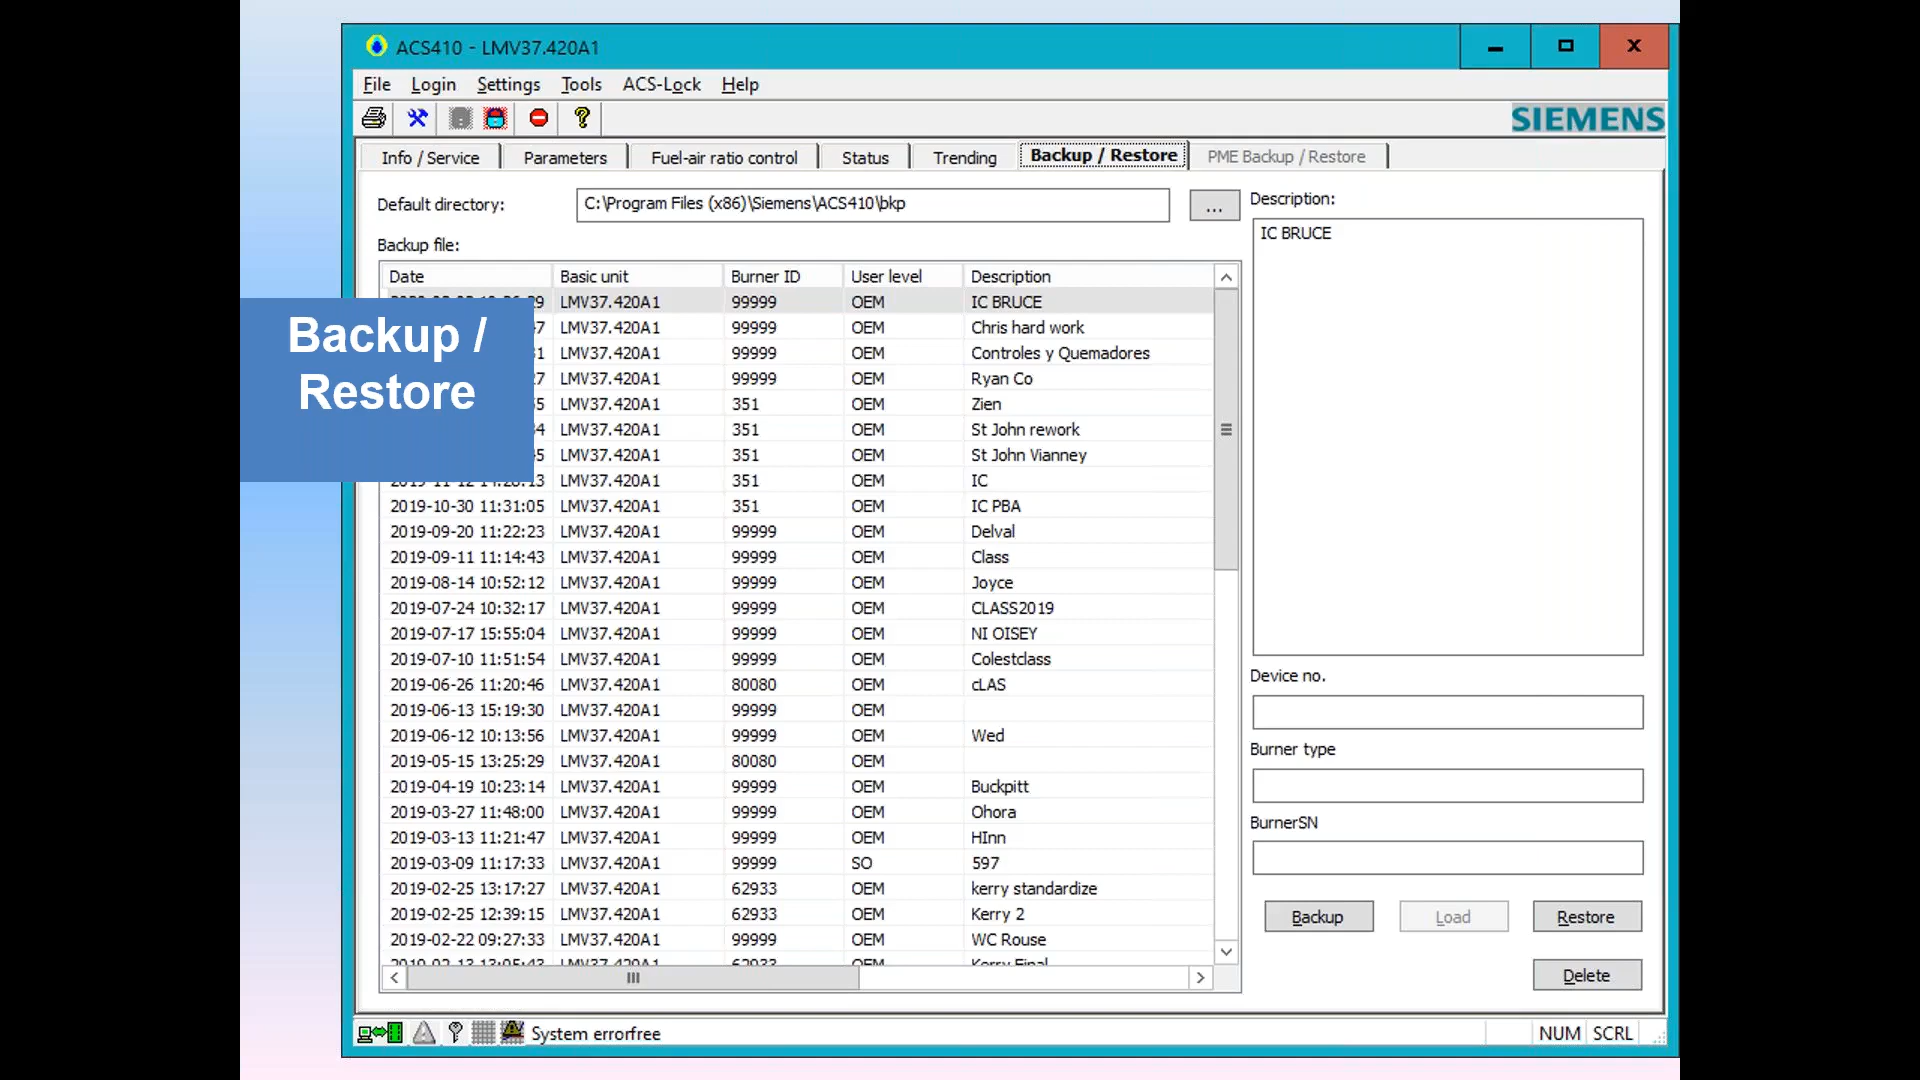 ACS410 - LMV37.420A1
File Login Settings Tools ACS-Lock Help
SIEMENS
Info / Service Parameters Fuel-air ratio control Status Trending Backup / Restore PME Backup / Restore
Default directory: C:\Program Files (x86)\Siemens\ACS410\bkp ... Description:
IC BRUCE
Backup file:
Date Basic unit Burner ID User level Description
LMV37.420A1 99999 OEM IC BRUCE
LMV37.420A1 99999 OEM Chris hard work
LMV37.420A1 99999 OEM Controles y Quemadores
LMV37.420A1 99999 OEM Ryan Co
LMV37.420A1 351 OEM Zien
LMV37.420A1 351 OEM St John rework
LMV37.420A1 351 OEM St John Vianney
LMV37.420A1 351 OEM IC
2019-10-30 11:31:05 LMV37.420A1 351 OEM IC PBA
2019-09-20 11:22:23 LMV37.420A1 99999 OEM Delval
2019-09-11 11:14:43 LMV37.420A1 99999 OEM Class
2019-08-14 10:52:12 LMV37.420A1 99999 OEM Joyce
2019-07-24 10:32:17 LMV37.420A1 99999 OEM CLASS2019
2019-07-17 15:55:04 LMV37.420A1 99999 OEM NI OISEY
2019-07-10 11:51:54 LMV37.420A1 99999 OEM Colestclass
2019-06-26 11:20:46 LMV37.420A1 80080 OEM cLAS
2019-06-13 15:19:30 LMV37.420A1 99999 OEM
2019-06-12 10:13:56 LMV37.420A1 99999 OEM Wed
2019-05-15 13:25:29 LMV37.420A1 80080 OEM
2019-04-19 10:23:14 LMV37.420A1 99999 OEM Buckpitt
2019-03-27 11:48:00 LMV37.420A1 99999 OEM Ohora
2019-03-13 11:21:47 LMV37.420A1 99999 OEM HInn
2019-03-09 11:17:33 LMV37.420A1 99999 SO 597
2019-02-25 13:17:27 LMV37.420A1 62933 OEM kerry standardize
2019-02-25 12:39:15 LMV37.420A1 62933 OEM Kerry 2
2019-02-22 09:27:33 LMV37.420A1 99999 OEM WC Rouse
2019-02-13 13:05:43 LMV37.420A1 62933 OEM Kerry Final
Backup /
Restore
Device no.
Burner type
BurnerSN
Backup Load Restore
Delete
System errorfree NUM SCRL